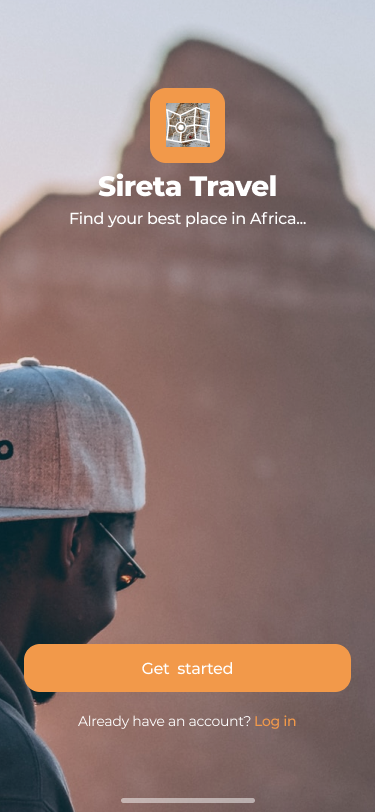 Sireta Travel
Find your best place in Africa...
Get started
Already have an account? Log in